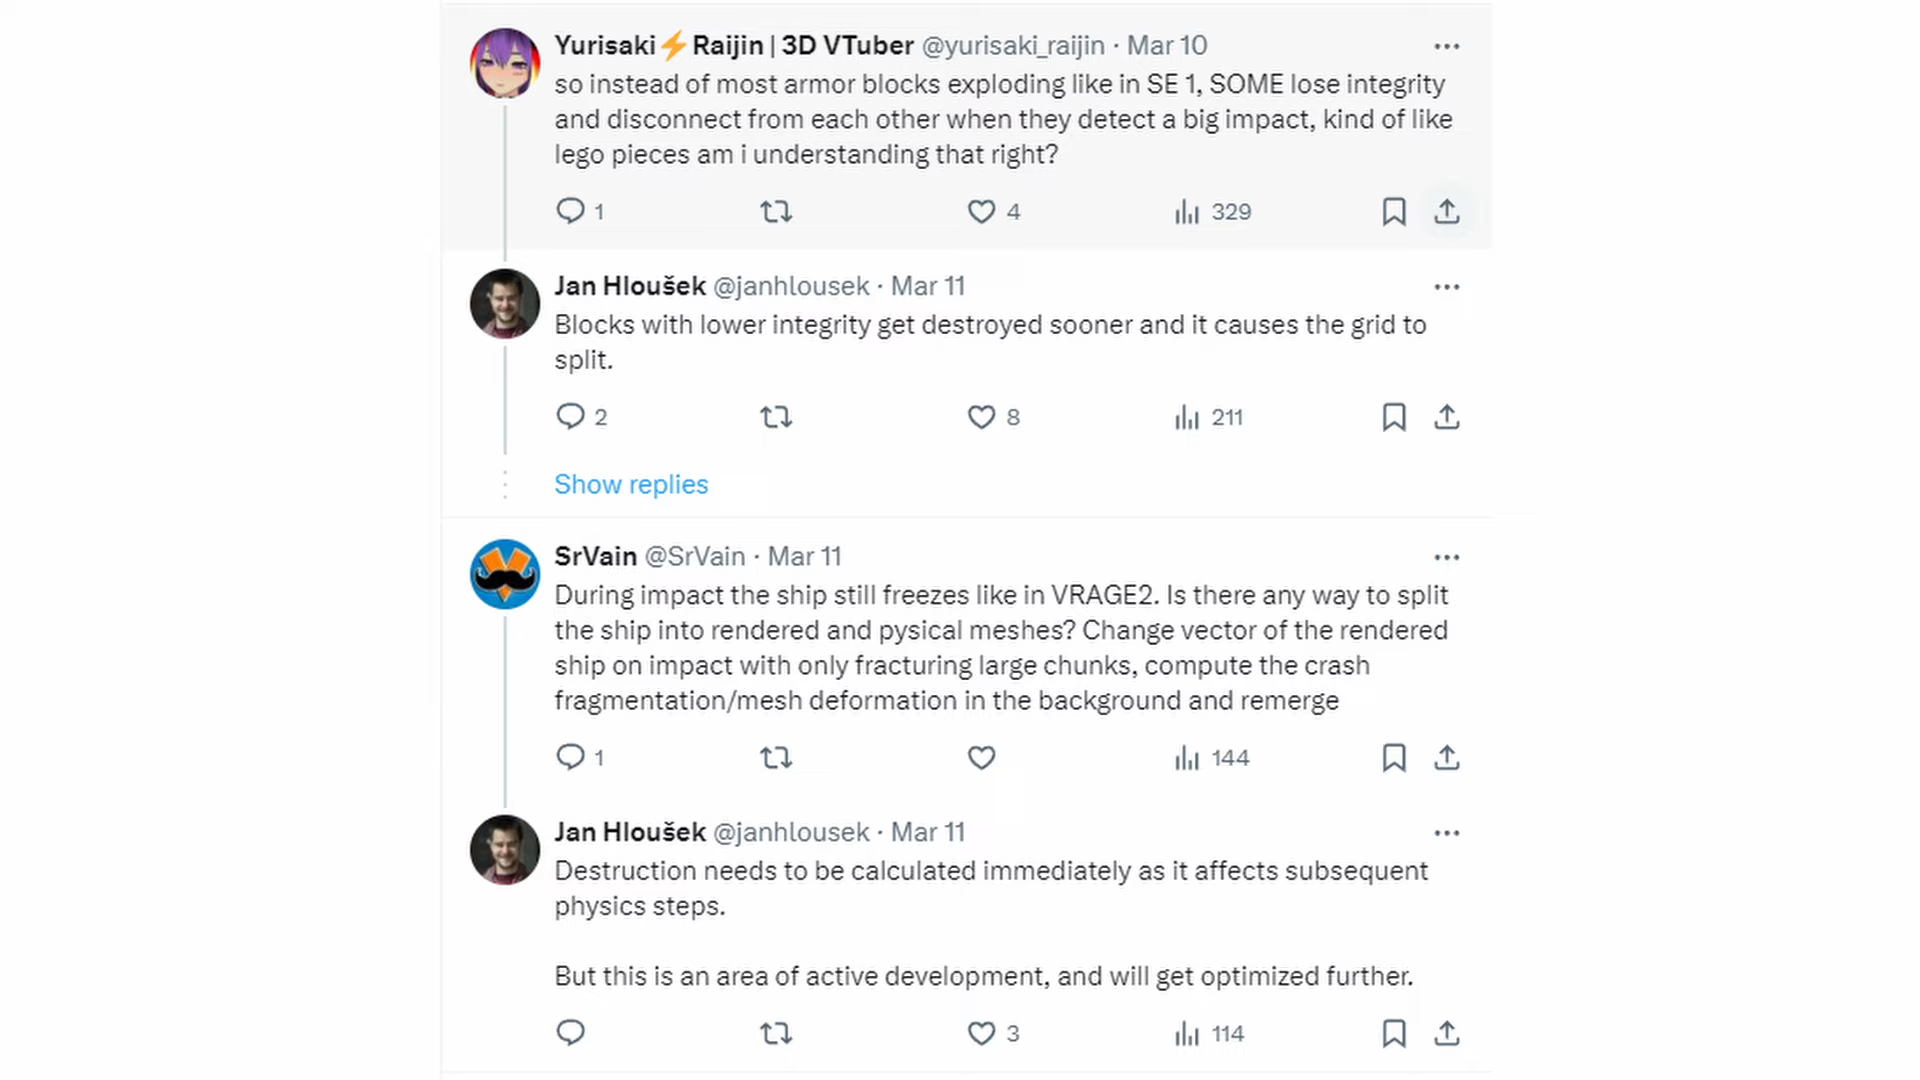 Yurisaki⚡Raijin | 3D VTuber @yurisaki_raijin · Mar 10
so instead of most armor blocks exploding like in SE 1, SOME lose integrity
and disconnect from each other when they detect a big impact, kind of like
lego pieces am i understanding that right?
1 4 329
Jan Hloušek @janhlousek · Mar 11
Blocks with lower integrity get destroyed sooner and it causes the grid to
split.
2 8 211
Show replies
SrVain @SrVain · Mar 11
During impact the ship still freezes like in VRAGE2. Is there any way to split
the ship into rendered and pysical meshes? Change vector of the rendered
ship on impact with only fracturing large chunks, compute the crash
fragmentation/mesh deformation in the background and remerge
1 144
Jan Hloušek @janhlousek · Mar 11
Destruction needs to be calculated immediately as it affects subsequent
physics steps.
But this is an area of active development, and will get optimized further.
3 114